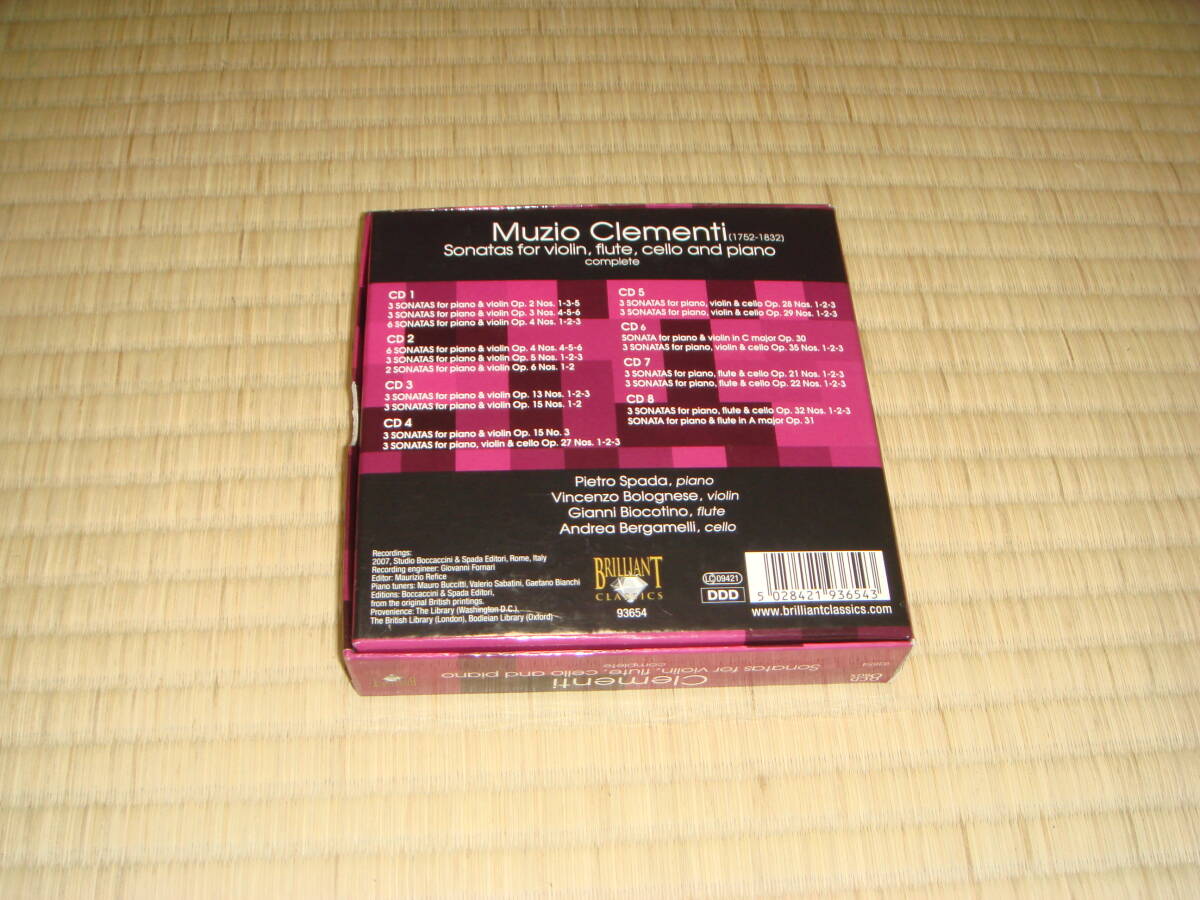 Muzio Clementi (1752-1832)
Sonatas for violin, flute, cello and piano
complete
CD 1
3 SONATAS for piano & violin Op. 2 Nos. 1-3-5
3 SONATAS for piano & violin Op. 3 Nos. 4-5-6
6 SONATAS for piano & violin Op. 4 Nos. 1-2-3
CD 2
6 SONATAS for piano & violin Op. 4 Nos. 4-5-6
3 SONATAS for piano & violin Op. 5 Nos. 1-2-3
2 SONATAS for piano & violin Op. 6 Nos. 1-2
CD 3
3 SONATAS for piano & violin Op. 13 Nos. 1-2-3
3 SONATAS for piano & violin Op. 15 Nos. 1-2
CD 4
3 SONATAS for piano & violin Op. 15 No. 3
3 SONATAS for piano, violin & cello Op. 27 Nos. 1-2-3
CD 5
3 SONATAS for piano, violin & cello Op. 28 Nos. 1-2-3
3 SONATAS for piano, violin & cello Op. 29 Nos. 1-2-3
CD 6
SONATA for piano & violin in C major Op. 30
3 SONATAS for piano, violin & cello Op. 35 Nos. 1-2-3
CD 7
3 SONATAS for piano, flute & cello Op. 21 Nos. 1-2-3
3 SONATAS for piano, flute & cello Op. 22 Nos. 1-2-3
CD 8
3 SONATAS for piano, flute & cello Op. 32 Nos. 1-2-3
SONATA for piano & flute in A major Op. 31
Pietro Spada, piano
Vincenzo Bolognese, violin
Gianni Biocotino, flute
Andrea Bergamelli, cello
Recordings:
2007, Studio Boccaccini & Spada Editori, Rome, Italy
Recording engineer: Giovanni Fornari
Editor: Maurizio Refice
Piano tuners: Mauro Buccitti, Valerio Sabatini, Gaetano Bianchi
Editions: Boccaccini & Spada Editori,
from the original British printings.
Provenience: The Library (Washington D.C.),
The British Library (London), Bodleian Library (Oxford)
BRILLIANT
CLASSICS
93654
LC 09421
DDD
5 028421 936543
www.brilliantclassics.com
Clementi
Sonatas for violin, flute, cello and piano
complete
93654